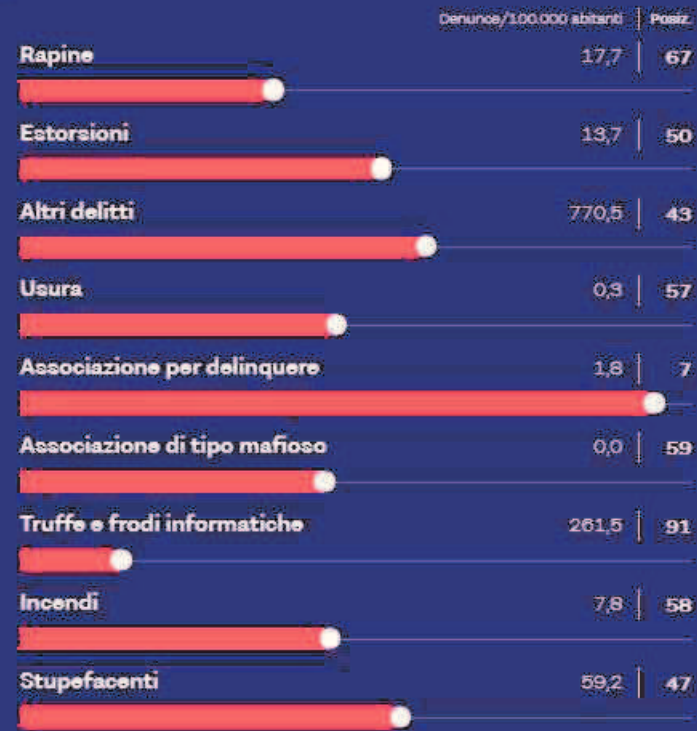 Denunce/100.000 abitanti | Posiz.
Rapine 17,7 | 67
Estorsioni 13,7 | 50
Altri delitti 770,5 | 43
Usura 0,3 | 57
Associazione per delinquere 1,8 | 7
Associazione di tipo mafioso 0,0 | 59
Truffe e frodi informatiche 261,5 | 91
Incendi 7,8 | 58
Stupefacenti 59,2 | 47